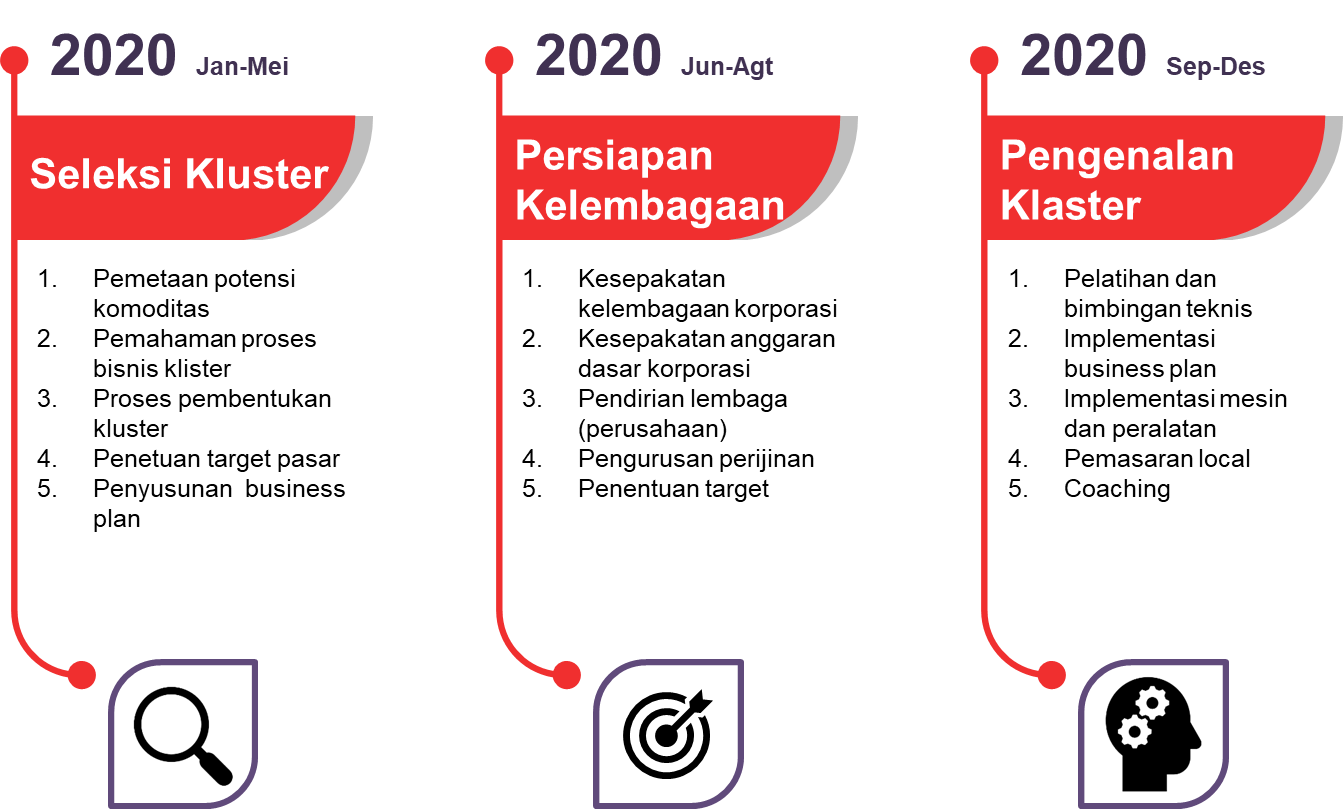 2020 Jan-Mei
Seleksi Kluster
1. Pemetaan potensi
komoditas
2. Pemahaman proses
bisnis klister
3. Proses pembentukan
kluster
4. Penetuan target pasar
5. Penyusunan business
plan
2020 Jun-Agt
Persiapan
Kelembagaan
1. Kesepakatan
kelembagaan korporasi
2. Kesepakatan anggaran
dasar korporasi
3. Pendirian lembaga
(perusahaan)
4. Pengurusan perijinan
5. Penentuan target
2020 Sep-Des
Pengenalan
Klaster
1. Pelatihan dan
bimbingan teknis
2. Implementasi
business plan
3. Implementasi mesin
dan peralatan
4. Pemasaran local
5. Coaching